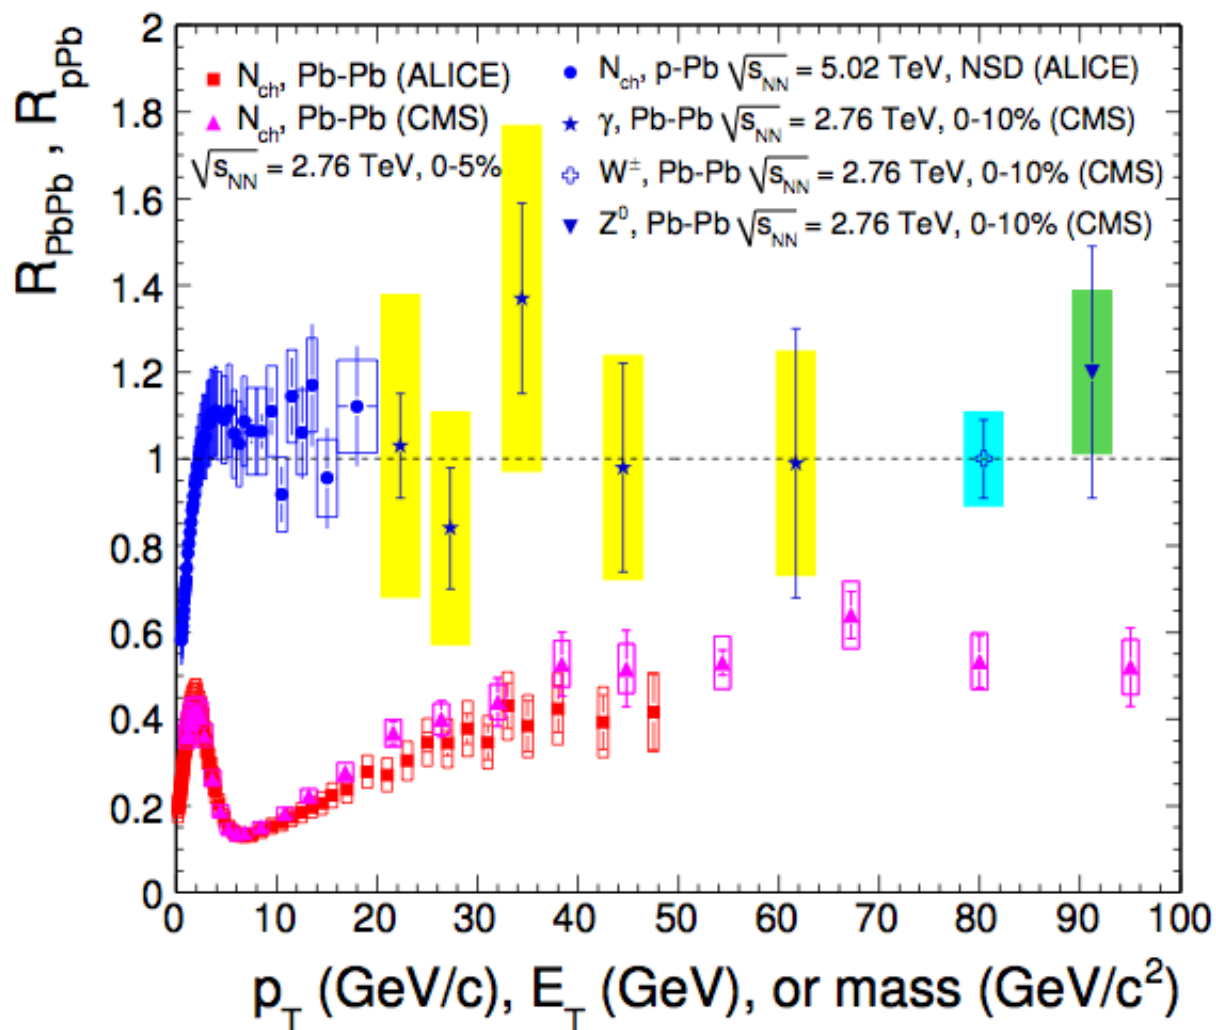 R_PbPb , R_pPb
2
1.8
1.6
1.4
1.2
1
0.8
0.6
0.4
0.2
0
N_ch, Pb-Pb (ALICE)
N_ch, Pb-Pb (CMS)
√s_NN = 2.76 TeV, 0-5%
N_ch, p-Pb √s_NN = 5.02 TeV, NSD (ALICE)
γ, Pb-Pb √s_NN = 2.76 TeV, 0-10% (CMS)
W^±, Pb-Pb √s_NN = 2.76 TeV, 0-10% (CMS)
Z^0, Pb-Pb √s_NN = 2.76 TeV, 0-10% (CMS)
0 10 20 30 40 50 60 70 80 90 100
p_T (GeV/c), E_T (GeV), or mass (GeV/c^2)